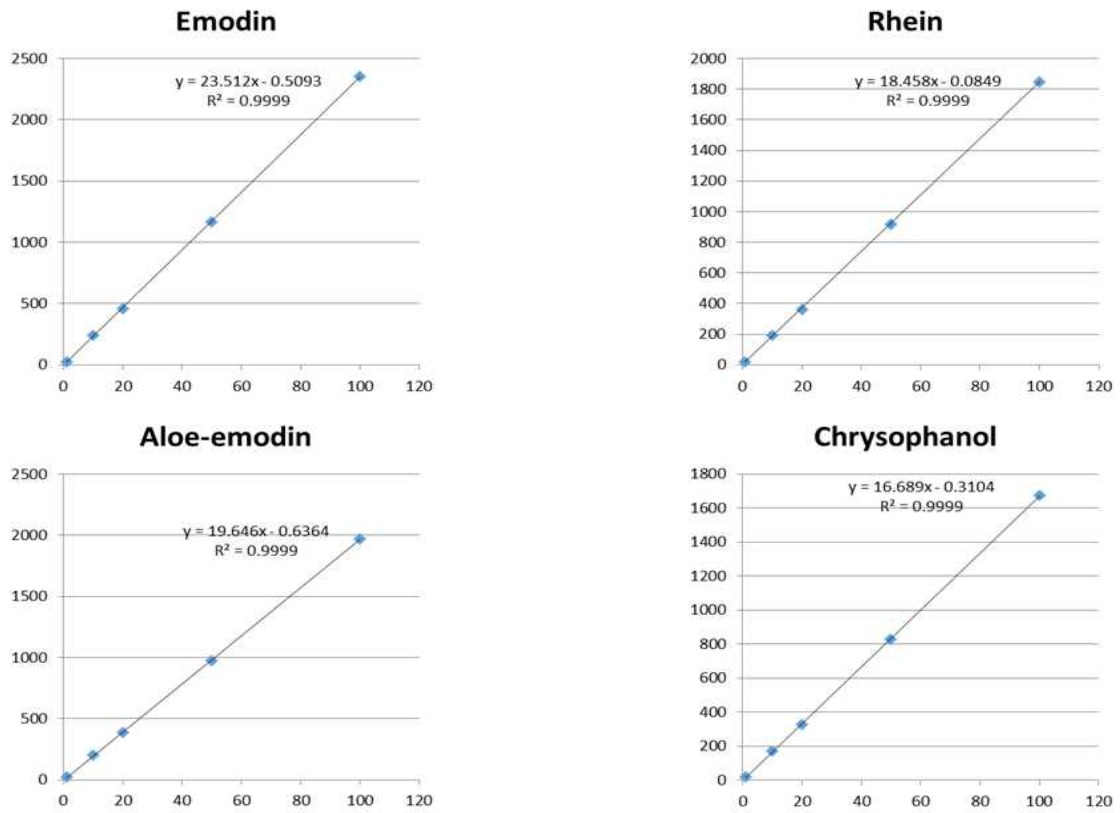 Emodin
2500
2000
1500
1000
500
0
y = 23.512x - 0.5093
R² = 0.9999
0 20 40 60 80 100 120
Rhein
2000
1800
1600
1400
1200
1000
800
600
400
200
0
y = 18.458x - 0.0849
R² = 0.9999
0 20 40 60 80 100 120
Aloe-emodin
2500
2000
1500
1000
500
0
y = 19.646x - 0.6364
R² = 0.9999
0 20 40 60 80 100 120
Chrysophanol
1800
1600
1400
1200
1000
800
600
400
200
0
y = 16.689x - 0.3104
R² = 0.9999
0 20 40 60 80 100 120